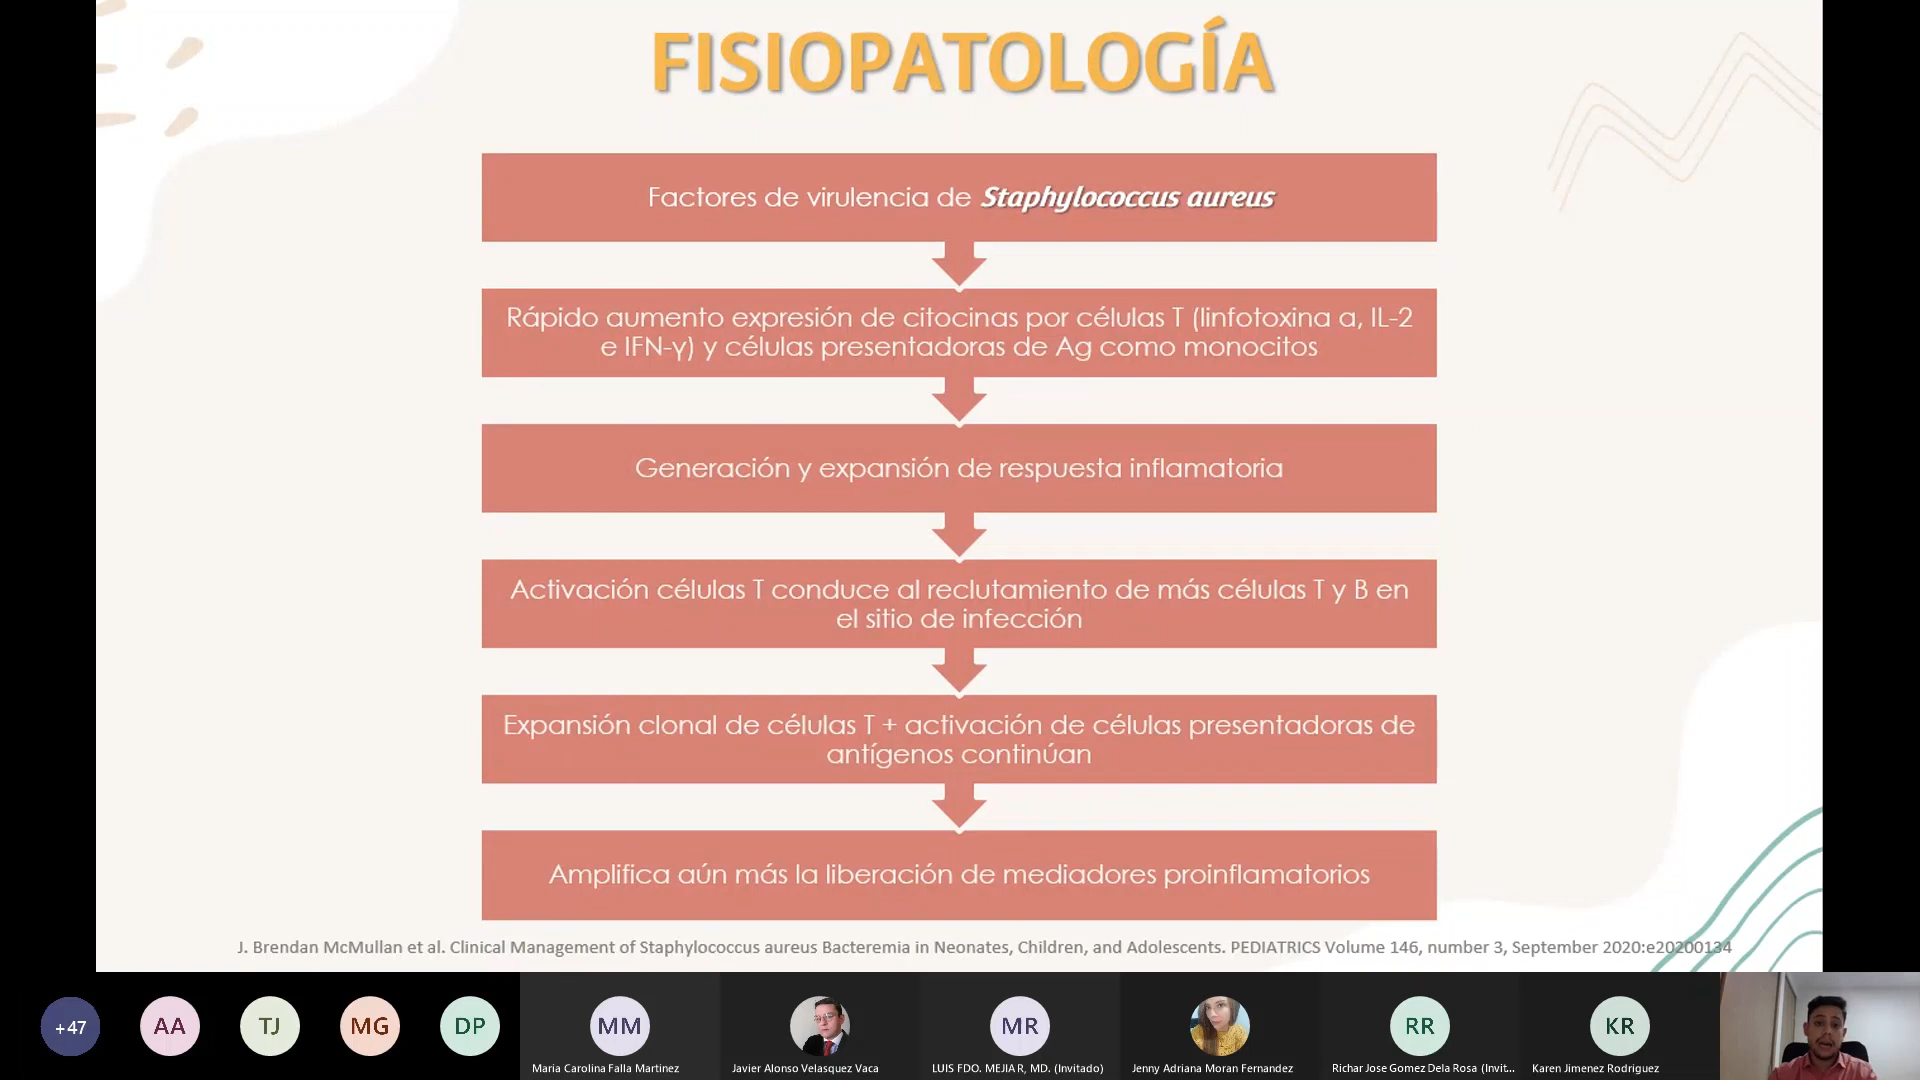 FISIOPATOLOGÍA
Factores de virulencia de Staphylococcus aureus
Rápido aumento expresión de citocinas por células T (linfotoxina a, IL-2
e IFN-γ) y células presentadoras de Ag como monocitos
Generación y expansión de respuesta inflamatoria
Activación células T conduce al reclutamiento de más células T y B en
el sitio de infección
Expansión clonal de células T + activación de células presentadoras de
antígenos continúan
Amplifica aún más la liberación de mediadores proinflamatorios
J. Brendan McMullan et al. Clinical Management of Staphylococcus aureus Bacteremia in Neonates, Children, and Adolescents. PEDIATRICS Volume 146, number 3, September 2020:e20200134
+47
AA
TJ
MG
DP
MM
MR
RR
KR
Maria Carolina Falla Martinez
Javier Alonso Velasquez Vaca
LUIS FDO. MEJIA R, MD. (Invitado)
Jenny Adriana Moran Fernandez
Richar Jose Gomez Dela Rosa (Invit...
Karen Jimenez Rodriguez